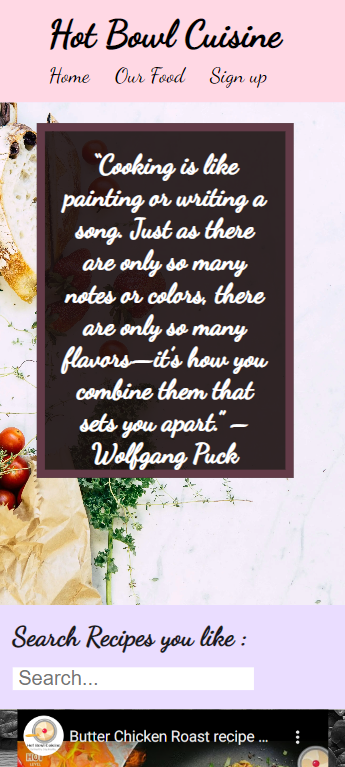 Hot Bowl Cuisine
Home Our Food Sign up
“Cooking is like
painting or writing a
song. Just as there
are only so many
notes or colors, there
are only so many
flavors—it’s how you
combine them that
sets you apart.” —
Wolfgang Puck
Search Recipes you like :
Search...
Butter Chicken Roast recipe ...
HOT